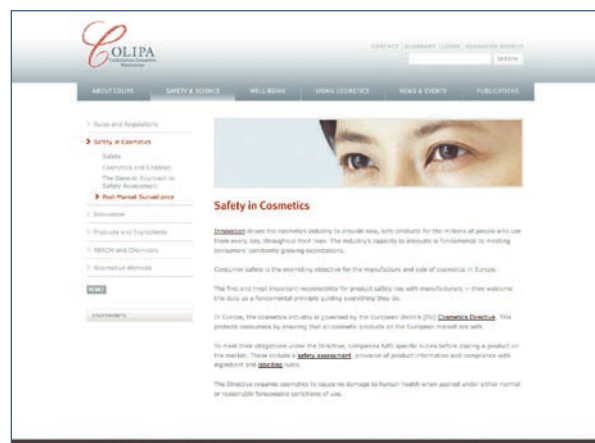 COLIPA
CONTACT | GLOSSARY | LINKS | ADVANCED SEARCH
SEARCH
ABOUT COLIPA
SAFETY & SCIENCE
WELL-BEING
USING COSMETICS
NEWS & EVENTS
PUBLICATIONS
Rules and Regulations
Safety in Cosmetics
Safety
Cosmetics and Children
The General Approach to
Safety Assessment
Post-Market Surveillance
Innovation
Products and Ingredients
REACH and Chemicals
Alternative Methods
HOME
STATEMENTS
Safety in Cosmetics
Innovation drives the cosmetics industry to provide new, safe products for the millions of people who use
them every day, throughout their lives. The industry's capacity to innovate is fundamental to meeting
consumers' constantly growing expectations.
Consumer safety is the overriding objective for the manufacture and sale of cosmetics in Europe.
The first and most important responsibility for product safety lies with manufacturers – they welcome
this duty as a fundamental principle guiding everything they do.
In Europe, the cosmetics industry is governed by the European Union's (EU) Cosmetics Directive. This
protects consumers by ensuring that all cosmetic products on the European market are safe.
To meet their obligations under the Directive, companies fulfil specific duties before placing a product on
the market. These include a safety assessment, provision of product information and compliance with
ingredient and labelling rules.
The Directive requires cosmetics to cause no damage to human health when applied under either normal
or reasonably foreseeable conditions of use.